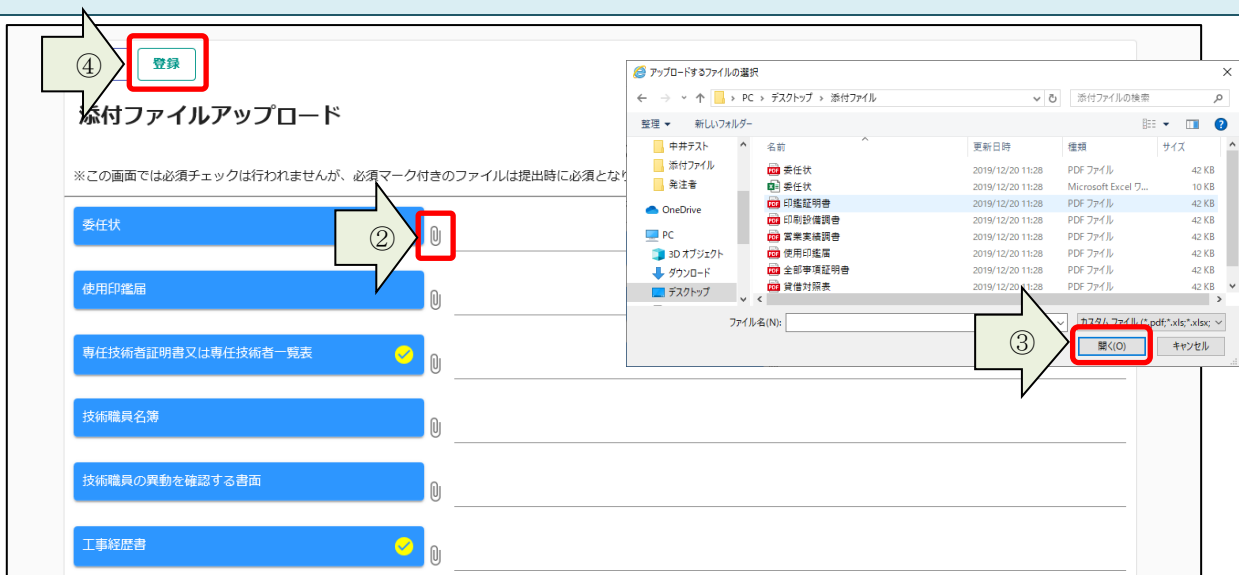 ④
登録
添付ファイルアップロード
※この画面では必須チェックは行われませんが、必須マーク付きのファイルは提出時に必須となり
委任状
②
使用印鑑届
専任技術者証明書又は専任技術者一覧表
技術職員名簿
技術職員の異動を確認する書面
工事経歴書
アップロードするファイルの選択
PC > デスクトップ > 添付ファイル
添付ファイルの検索
整理 新しいフォルダー
中井テスト
添付ファイル
発注者
OneDrive
PC
3D オブジェクト
ダウンロード
デスクトップ
名前 更新日時 種類 サイズ
委任状 2019/12/20 11:28 PDF ファイル 42 KB
委任状 2019/12/20 11:28 Microsoft Excel ワ... 10 KB
印鑑証明書 2019/12/20 11:28 PDF ファイル 42 KB
印刷設備調書 2019/12/20 11:28 PDF ファイル 42 KB
営業実績調書 2019/12/20 11:28 PDF ファイル 42 KB
使用印鑑届 2019/12/20 11:28 PDF ファイル 42 KB
全部事項証明書 2019/12/20 11:28 PDF ファイル 42 KB
貸借対照表 2019/12/20 11:28 PDF ファイル 42 KB
ファイル名(N):
カスタム ファイル (*.pdf;*.xls;*.xlsx;
③
開く(O)
キャンセル